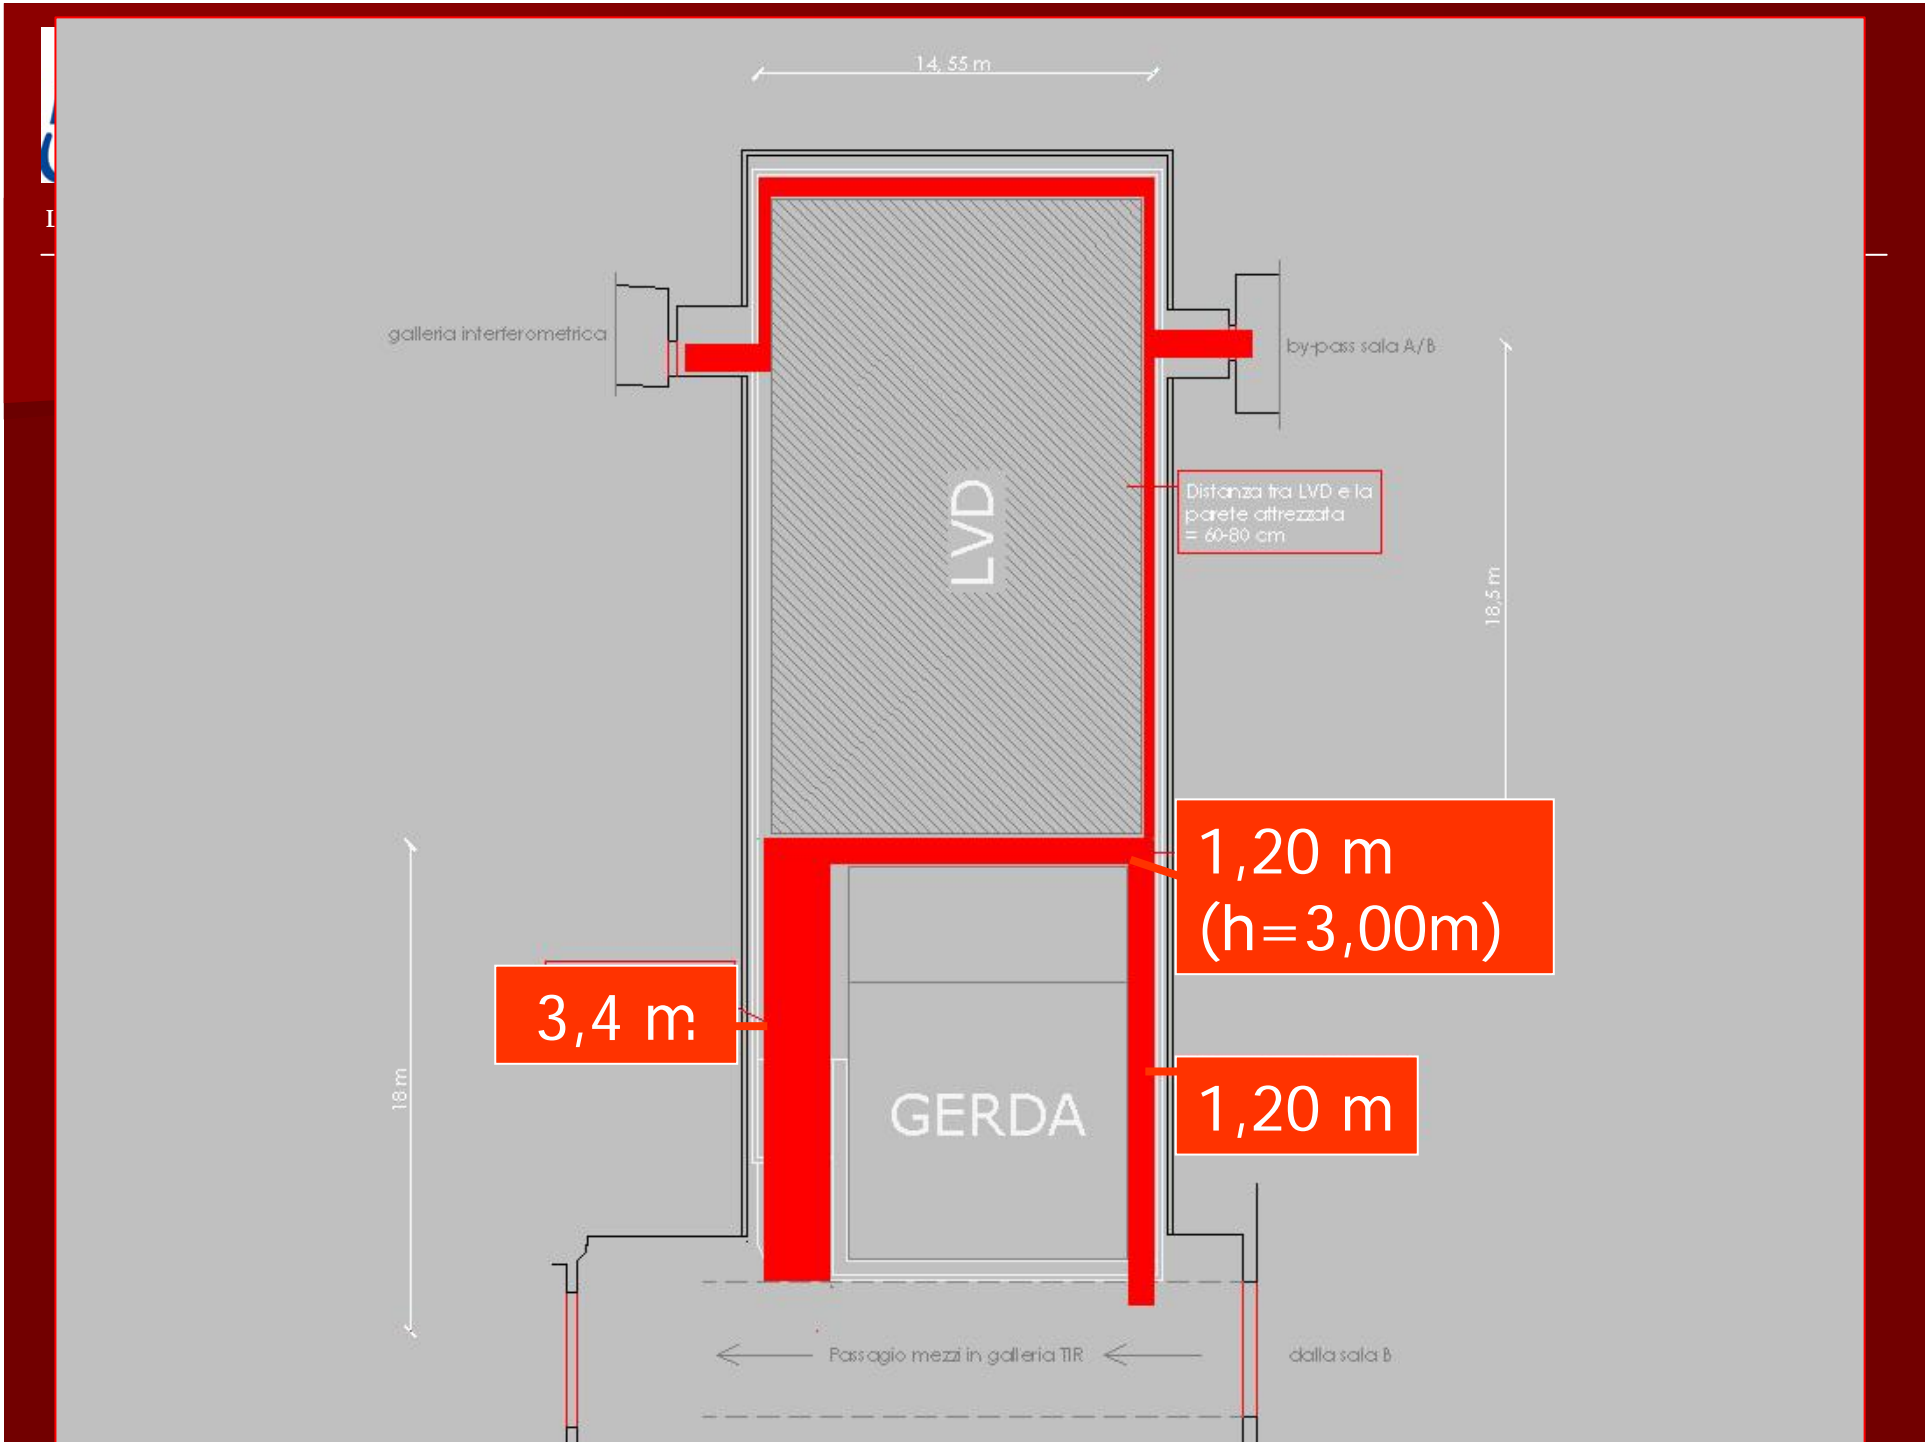 14, 55 m
I
galleria interferometrica
by-pass sala A/B
LVD
Distanza tra LVD e la
parete attrezzata
= 60-80 cm
18,5 m
1,20 m
(h=3,00m)
3,4 m
18 m
GERDA
1,20 m
Passagio mezzi in galleria TIR
dalla sala B